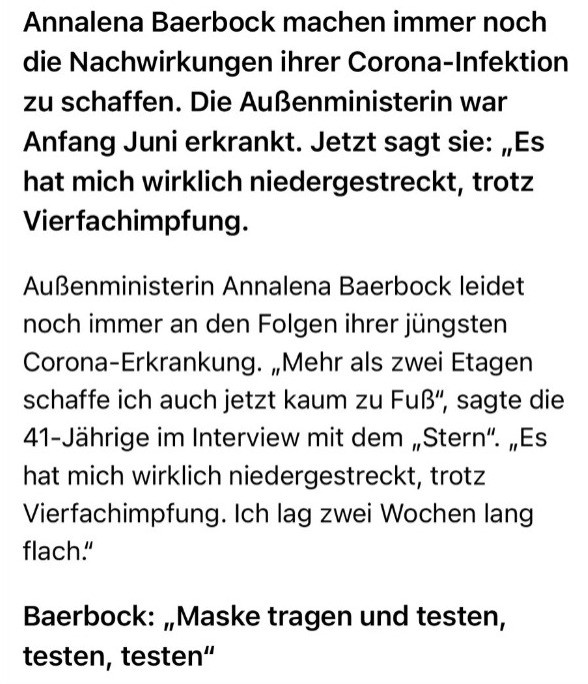 Annalena Baerbock machen immer noch
die Nachwirkungen ihrer Corona-Infektion
zu schaffen. Die Außenministerin war
Anfang Juni erkrankt. Jetzt sagt sie: „Es
hat mich wirklich niedergestreckt, trotz
Vierfachimpfung.
Außenministerin Annalena Baerbock leidet
noch immer an den Folgen ihrer jüngsten
Corona-Erkrankung. „Mehr als zwei Etagen
schaffe ich auch jetzt kaum zu Fuß“, sagte die
41-Jährige im Interview mit dem „Stern“. „Es
hat mich wirklich niedergestreckt, trotz
Vierfachimpfung. Ich lag zwei Wochen lang
flach.“
Baerbock: „Maske tragen und testen,
testen, testen“